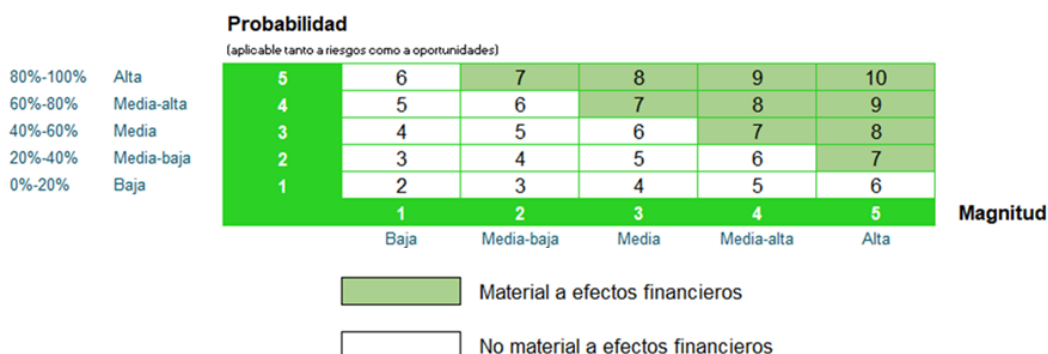 Probabilidad
(aplicable tanto a riesgos como a oportunidades)
80%-100% Alta 5 6 7 8 9 10
60%-80% Media-alta 4 5 6 7 8 9
40%-60% Media 3 4 5 6 7 8
20%-40% Media-baja 2 3 4 5 6 7
0%-20% Baja 1 2 3 4 5 6
1 2 3 4 5 Magnitud
Baja Media-baja Media Media-alta Alta
Material a efectos financieros
No material a efectos financieros